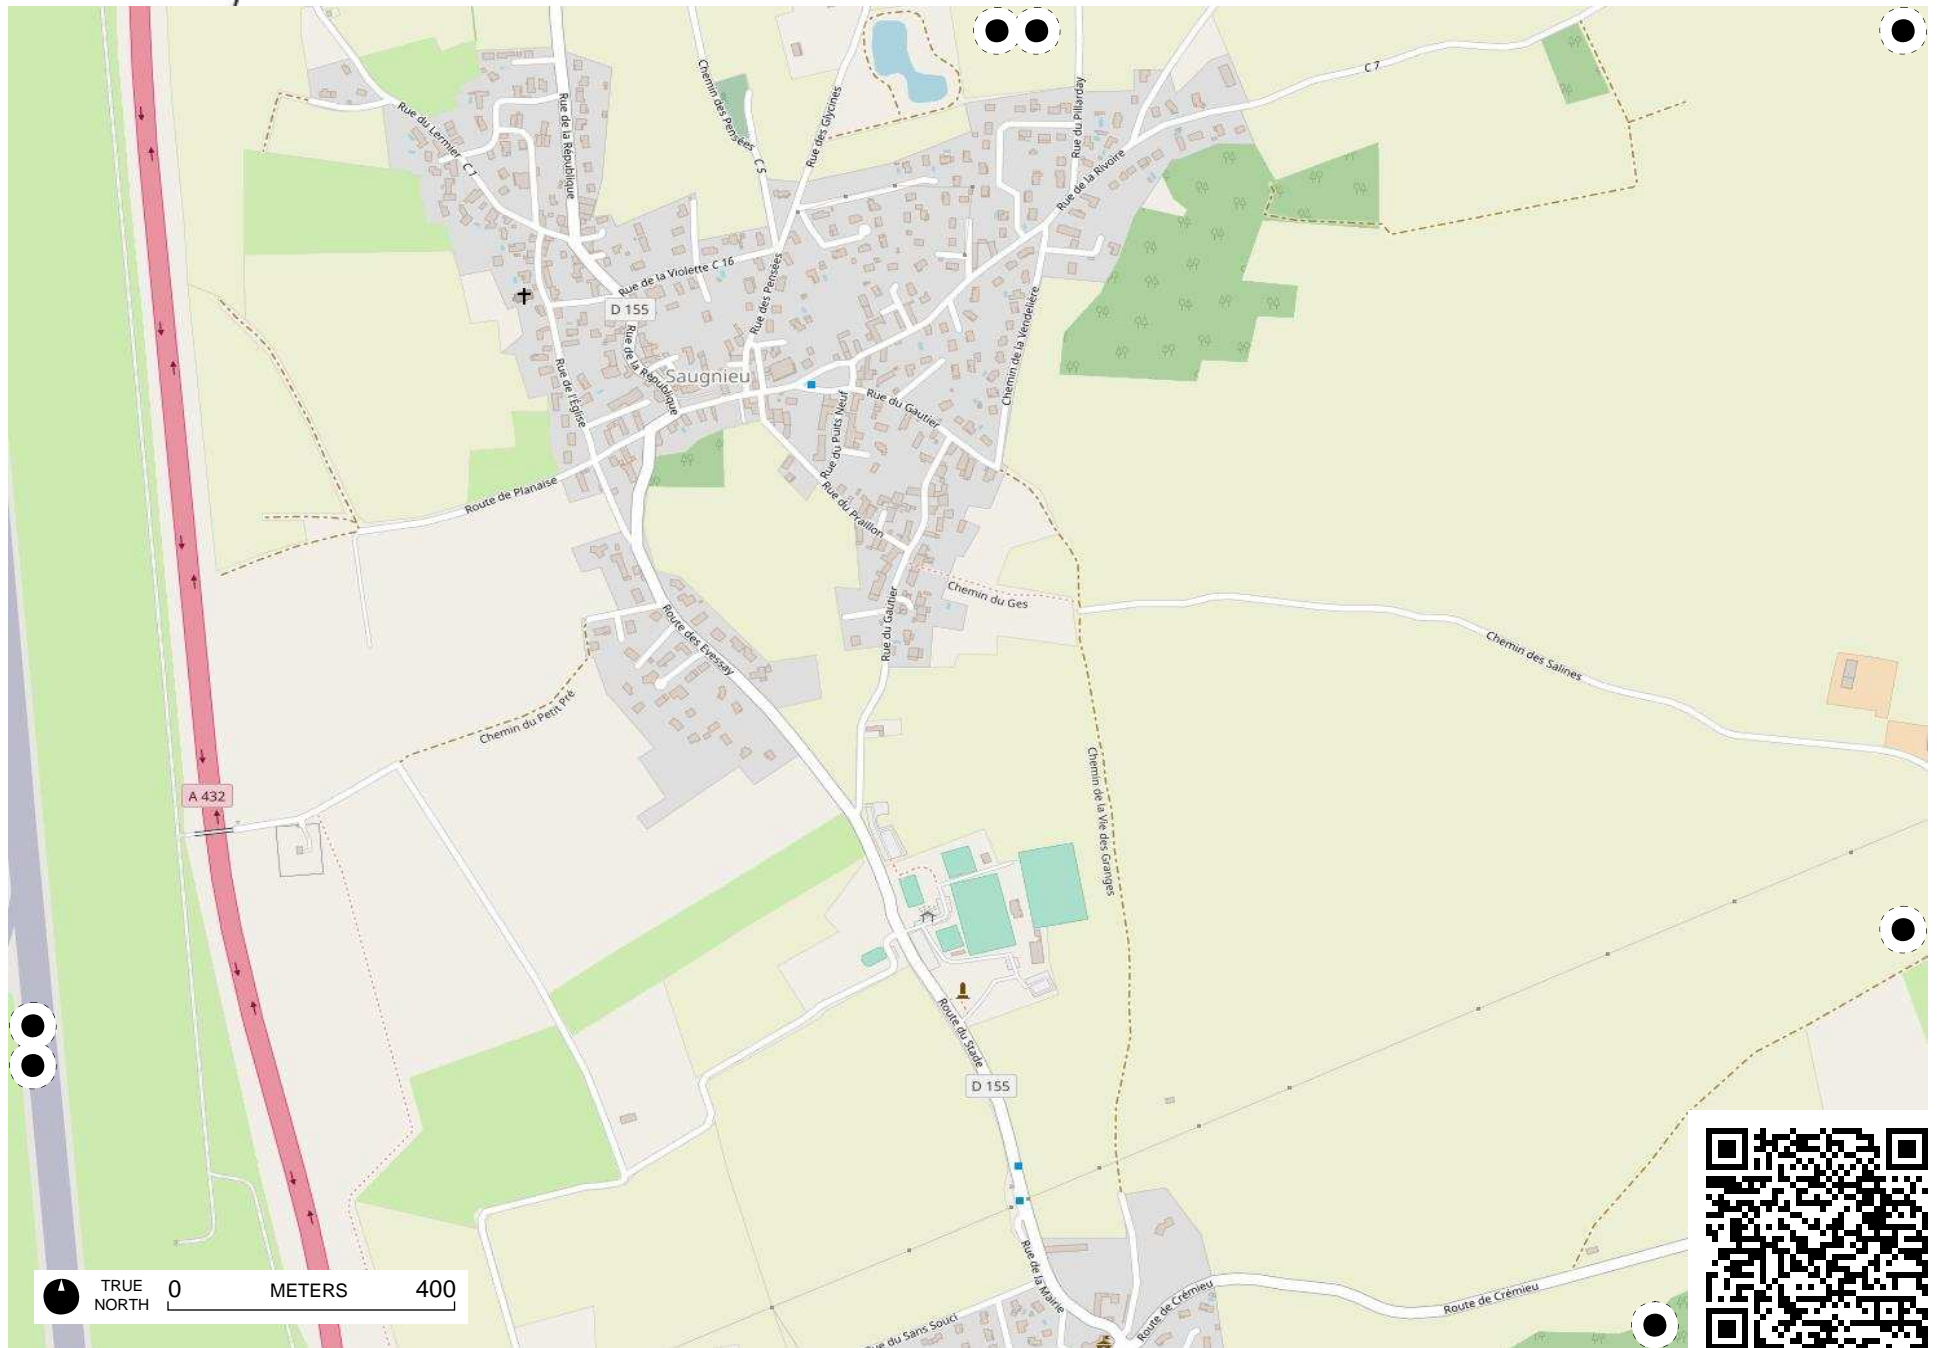 Rue du Lermier C 1
Rue de la République
Chemin des Pensées C 5
Rue des Glycines
Rue du Pillarday
Rue de la Rivoire
C 7
Rue de la Violette C 16
D 155
Rue des Pensées
Chemin de la Vendelière
Rue de la République
Saugnieu
Rue de l'Église
Rue du Gautier
Rue du Puits Neuf
Route de Planaise
Rue du Praillon
Chemin du Ges
Rue du Gautier
Route des Evessay
Chemin des Salines
Chemin du Petit Pré
Chemin de la Vie des Granges
A 432
Route du Stade
D 155
Rue de la Mairie
Route de Crémieu
Route de Crémieu
Rue du Sans Souci
TRUE NORTH
0 METERS 400